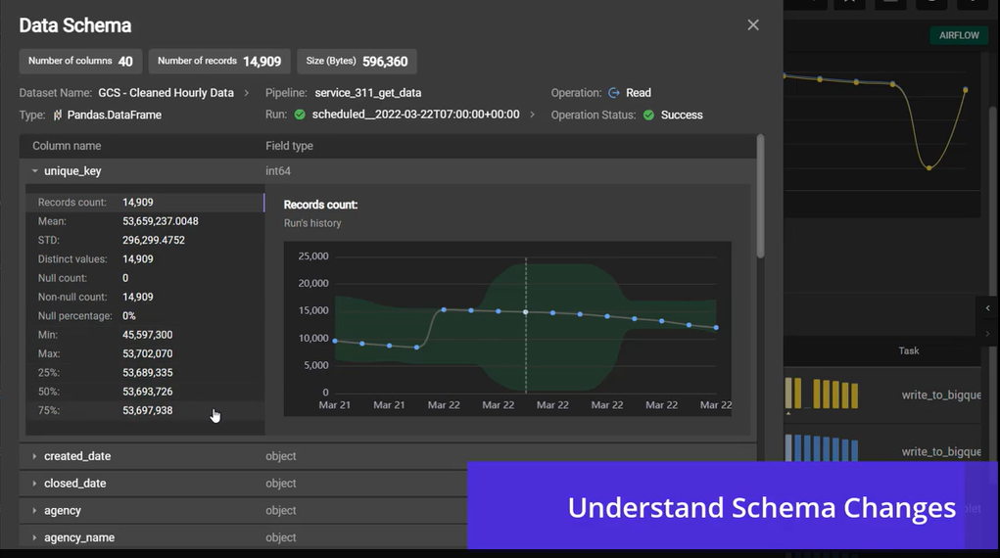 Data Schema
AIRFLOW
Number of columns 40 Number of records 14,909 Size (Bytes) 596,360
Dataset Name: GCS - Cleaned Hourly Data Pipeline: service_311_get_data Operation: Read
Type: Pandas.DataFrame Run: scheduled__2022-03-22T07:00:00+00:00 Operation Status: Success
Column name Field type
unique_key int64
Records count: 14,909
Mean: 53,659,237.0048
STD: 296,299.4752
Distinct values: 14,909
Null count: 0
Non-null count: 14,909
Null percentage: 0%
Min: 45,597,300
Max: 53,702,070
25%: 53,689,335
50%: 53,693,726
75%: 53,697,938
Records count:
Run's history
25,000
20,000
15,000
10,000
5,000
0
Mar 21 Mar 21 Mar 22 Mar 22 Mar 22 Mar 22 Mar 22 Mar 22
Task
write_to_bigque
write_to_bigque
created_date object
closed_date object
agency object
agency_name object
Understand Schema Changes